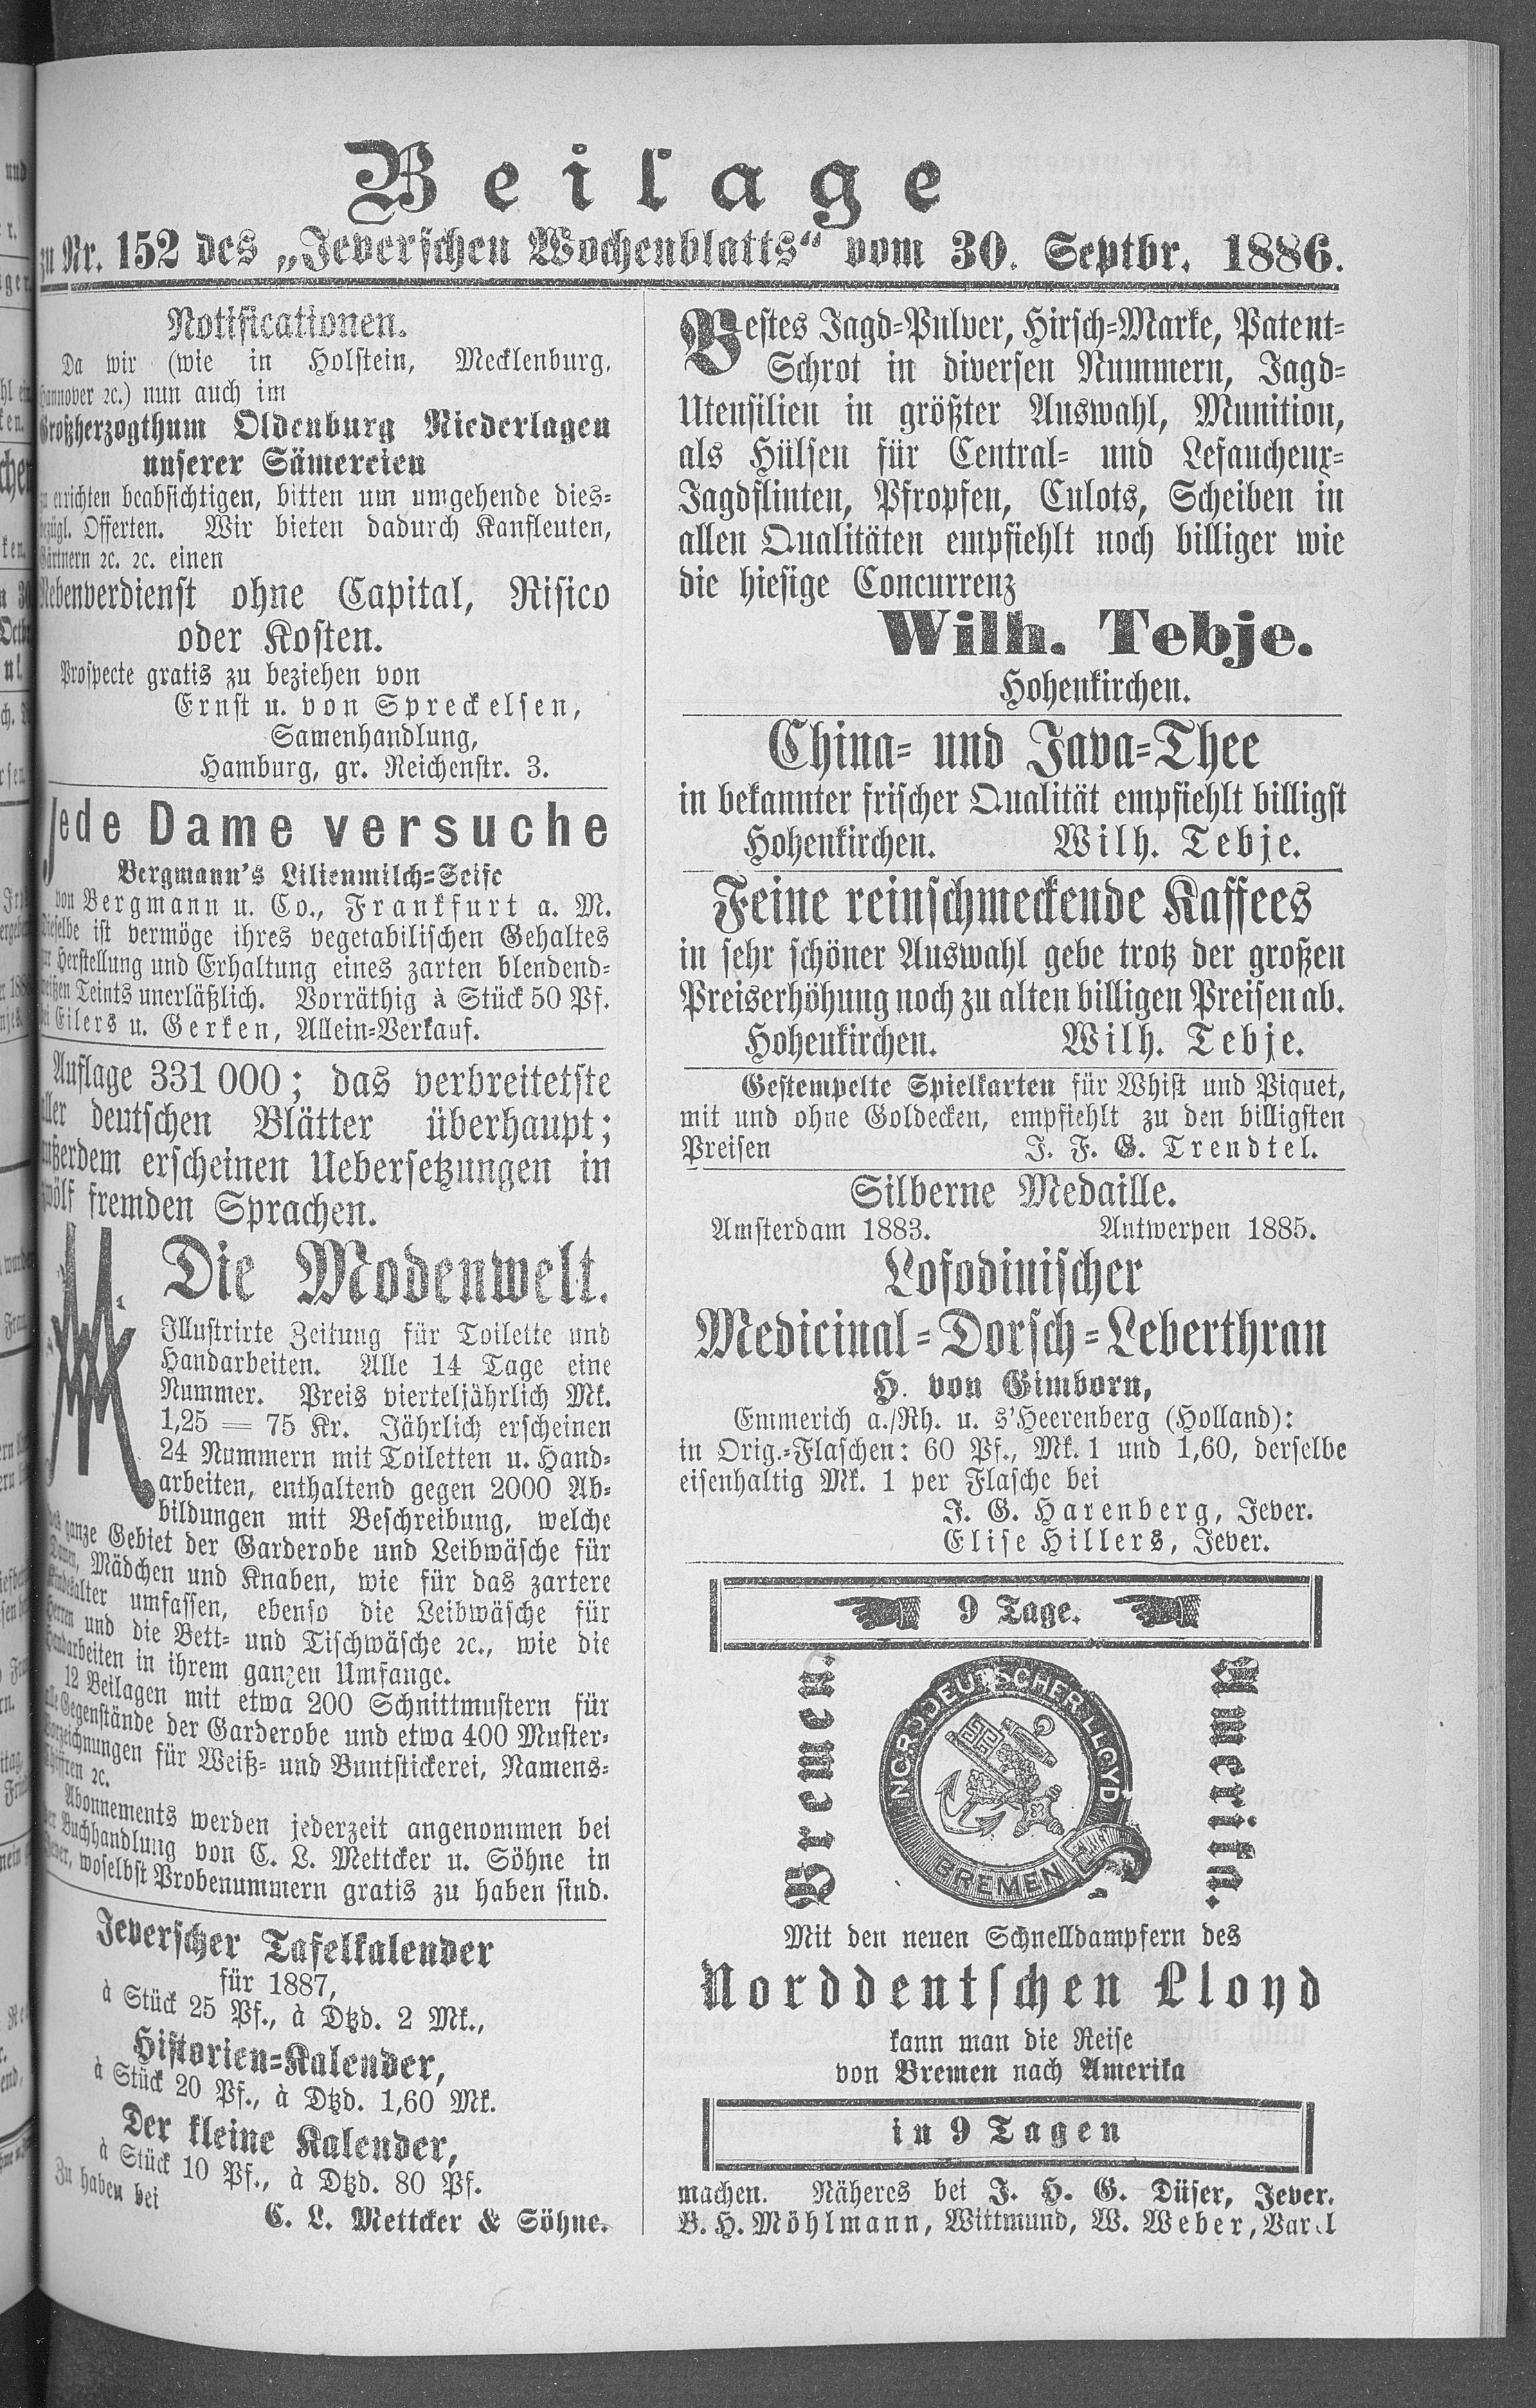 Beilage
zu Nr. 152 des „Jeverschen Wochenblatts“ vom 30. Septbr. 1886.
Notificationen.
Da wir (wie in Holstein, Mecklenburg,
Hannover ꝛc.) nun auch im
Großherzogthum Oldenburg Niederlagen
unserer Sämereien
zu errichten beabsichtigen, bitten um umgehende dies-
bezügl. Offerten. Wir bieten dadurch Kaufleuten,
Gärtnern ꝛc. ꝛc. einen
Nebenverdienst ohne Capital, Risico
oder Kosten.
Prospecte gratis zu beziehen von
Ernst u. von Spreckelsen,
Samenhandlung,
Hamburg, gr. Reichenstr. 3.
Jede Dame versuche
Bergmann's Lilienmilch-Seife
von Bergmann u. Co., Frankfurt a. M.
Dieselbe ist vermöge ihres vegetabilischen Gehaltes
zur Herstellung und Erhaltung eines zarten blendend-
weißen Teints unerläßlich. Vorräthig à Stück 50 Pf.
bei Eilers u. Gerken, Allein-Verkauf.
Auflage 331 000; das verbreitetste
aller deutschen Blätter überhaupt;
außerdem erscheinen Uebersetzungen in
zwölf fremden Sprachen.
Die Modenwelt.
Illustrirte Zeitung für Toilette und
Handarbeiten. Alle 14 Tage eine
Nummer. Preis vierteljährlich Mk.
1,25 = 75 Kr. Jährlich erscheinen
24 Nummern mit Toiletten u. Hand-
arbeiten, enthaltend gegen 2000 Ab-
bildungen mit Beschreibung, welche
das ganze Gebiet der Garderobe und Leibwäsche für
Damen, Mädchen und Knaben, wie für das zartere
Kindesalter umfassen, ebenso die Leibwäsche für
Herren und die Bett- und Tischwäsche ꝛc., wie die
Handarbeiten in ihrem ganzen Umfange.
12 Beilagen mit etwa 200 Schnittmustern für
alle Gegenstände der Garderobe und etwa 400 Muster-
Vorzeichnungen für Weiß- und Buntstickerei, Namens-
Chiffren ꝛc.
Abonnements werden jederzeit angenommen bei
der Buchhandlung von C. L. Mettcker u. Söhne in
Jever, woselbst Probenummern gratis zu haben sind.
Jeverscher Tafelkalender
für 1887,
à Stück 25 Pf., à Dtzd. 2 Mk.,
Historien-Kalender,
à Stück 20 Pf., à Dtzd. 1,60 Mk.
Der kleine Kalender,
à Stück 10 Pf., à Dtzd. 80 Pf.
Zu haben bei
C. L. Mettcker & Söhne.
Bestes Jagd-Pulver, Hirsch-Marke, Patent-
Schrot in diversen Nummern, Jagd-
Utensilien in größter Auswahl, Munition,
als Hülsen für Central- und Lefaucheux-
Jagdflinten, Pfropfen, Culots, Scheiben in
allen Qualitäten empfiehlt noch billiger wie
die hiesige Concurrenz
Wilh. Tebje.
Hohenkirchen.
China- und Java-Thee
in bekannter frischer Qualität empfiehlt billigst
Hohenkirchen. Wilh. Tebje.
Feine reinschmeckende Kaffees
in sehr schöner Auswahl gebe trotz der großen
Preiserhöhung noch zu alten billigen Preisen ab.
Hohenkirchen. Wilh. Tebje.
Gestempelte Spielkarten für Whist und Piquet,
mit und ohne Goldecken, empfiehlt zu den billigsten
Preisen J. F. G. Trendtel.
Silberne Medaille.
Amsterdam 1883. Antwerpen 1885.
Lofodinischer
Medicinal-Dorsch-Leberthran
H. von Gimborn,
Emmerich a./Rh. u. s'Heerenberg (Holland):
in Orig.-Flaschen: 60 Pf., Mk. 1 und 1,60, derselbe
eisenhaltig Mk. 1 per Flasche bei
J. G. Harenberg, Jever.
Elise Hillers, Jever.
9 Tage.
Bremen.
NORDDEUTSCHER LLOYD
BREMEN
Amerika.
Mit den neuen Schnelldampfern des
Norddeutschen Lloyd
kann man die Reise
von Bremen nach Amerika
in 9 Tagen
machen. Näheres bei J. H. G. Düser, Jever.
B. H. Möhlmann, Wittmund, W. Weber, Varel